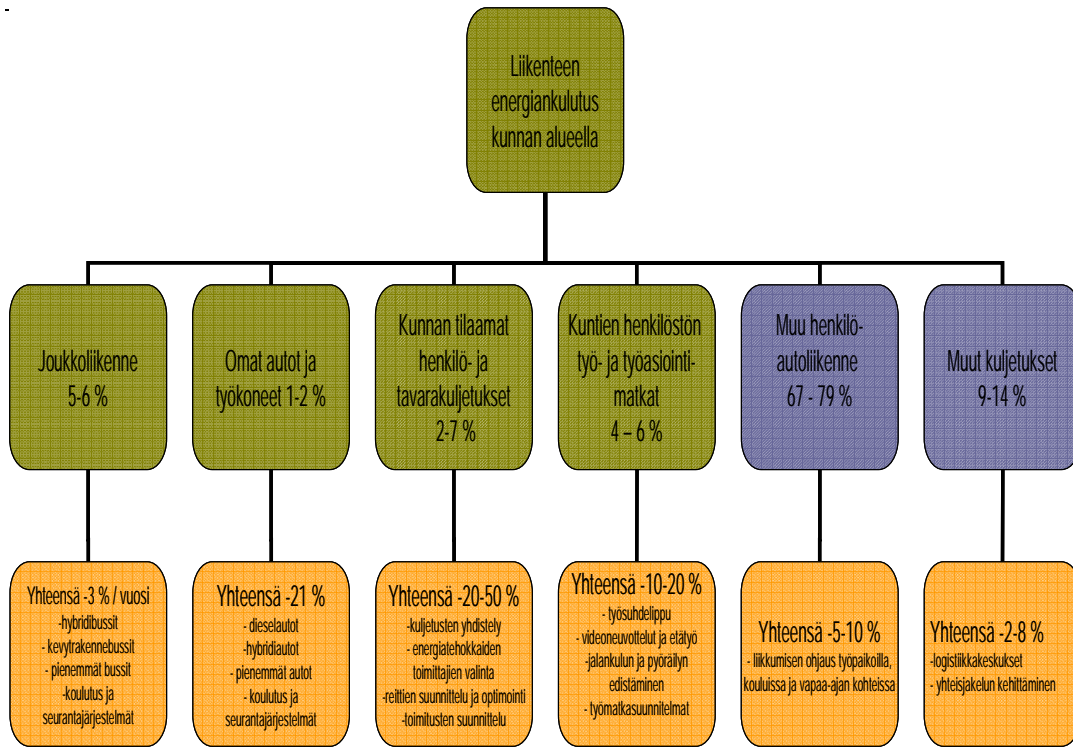 -
Liikenteen
energiankulutus
kunnan alueella
Joukkoliikenne
5-6 %
Omat autot ja
työkoneet 1-2 %
Kunnan tilaamat
henkilö- ja
tavarakuljetukset
2-7 %
Kuntien henkilöstön
työ- ja työasiointi-
matkat
4 – 6 %
Muu henkilö-
autoliikenne
67 - 79 %
Muut kuljetukset
9-14 %
Yhteensä -3 % / vuosi
-hybridibussit
- kevytrakennebussit
- pienemmät bussit
-koulutus ja
seurantajärjestelmät
Yhteensä -21 %
- dieselautot
-hybridiautot
- pienemmät autot
- koulutus ja
seurantajärjestelmät
Yhteensä -20-50 %
-kuljetusten yhdistely
- energiatehokkaiden
toimittajien valinta
-reittien suunnittelu ja optimointi
-toimitusten suunnittelu
Yhteensä -10-20 %
- työsuhdelippu
- videoneuvottelut ja etätyö
-jalankulun ja pyöräilyn
edistäminen
- työmatkasuunnitelmat
Yhteensä -5-10 %
- liikkumisen ohjaus työpaikoilla,
kouluissa ja vapaa-ajan kohteissa
Yhteensä -2-8 %
-logistiikkakeskukset
- yhteisjakelun kehittäminen